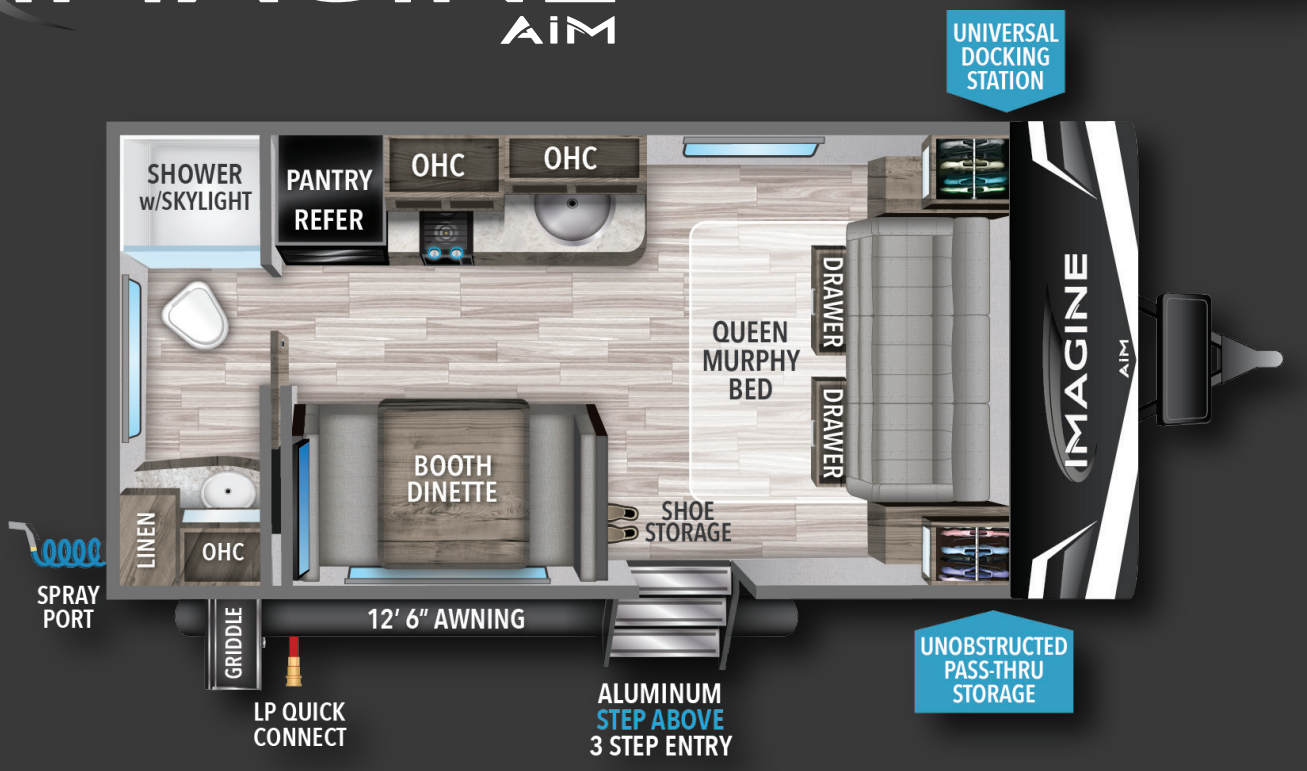 IMAGINE
AiM
UNIVERSAL
DOCKING
STATION
SHOWER
w/SKYLIGHT
PANTRY
REFER
OHC
OHC
DRAWER
QUEEN
MURPHY
BED
DRAWER
IMAGINE
AiM
BOOTH
DINETTE
SHOE
STORAGE
LINEN
OHC
SPRAY
PORT
GRIDDLE
12' 6" AWNING
LP QUICK
CONNECT
ALUMINUM
STEP ABOVE
3 STEP ENTRY
UNOBSTRUCTED
PASS-THRU
STORAGE